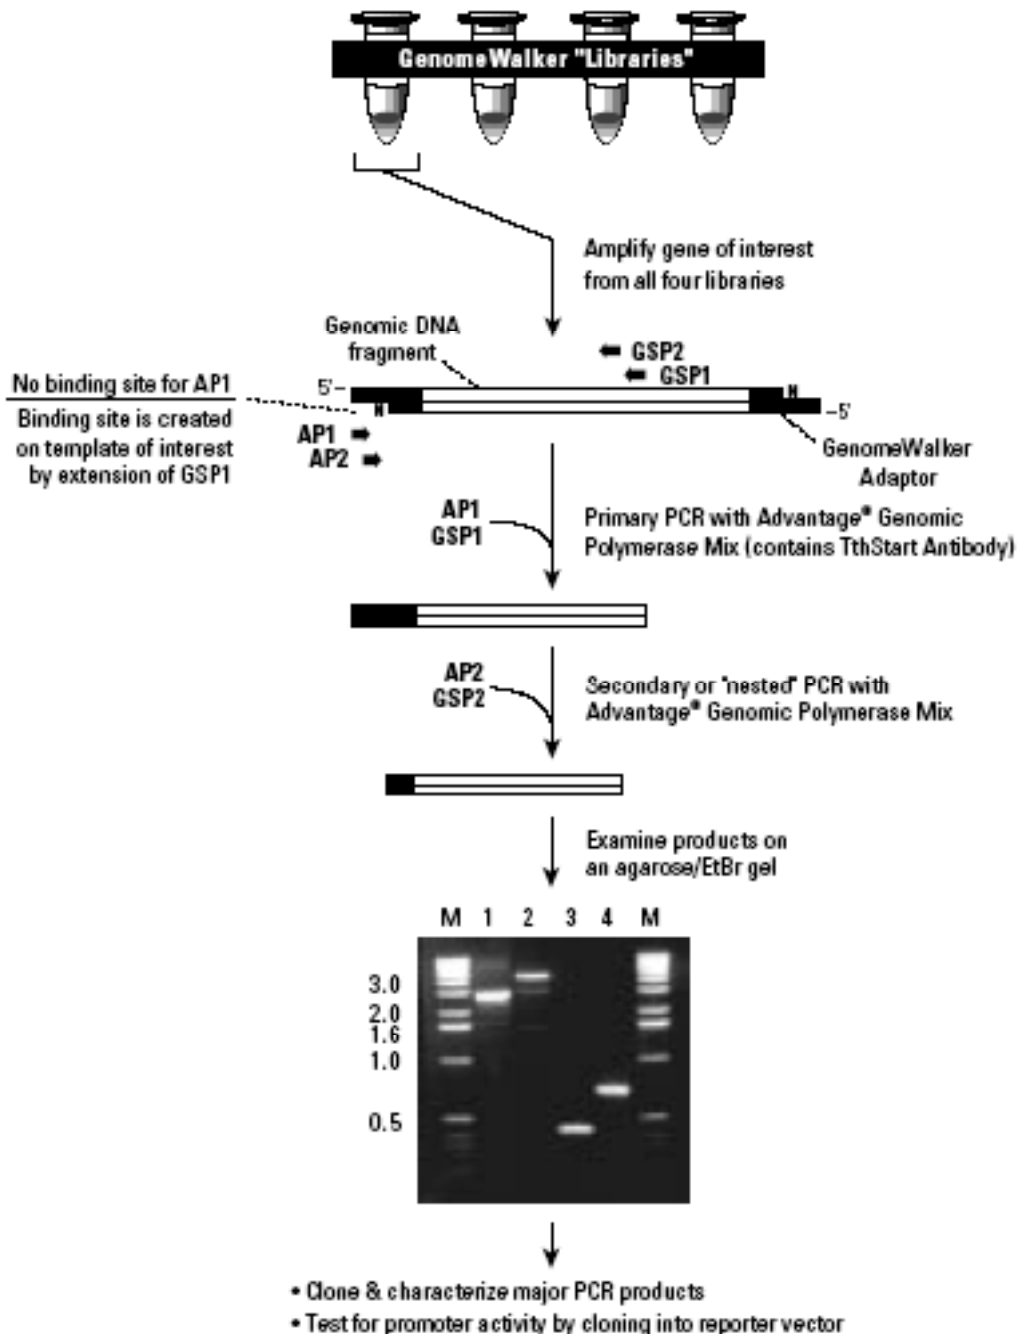 GenomeWalker "Libraries"
Amplify gene of interest
from all four libraries
Genomic DNA
fragment
GSP2
GSP1
No binding site for AP1
Binding site is created
on template of interest
by extension of GSP1
5'–
N
N
–5'
AP1
AP2
GenomeWalker
Adaptor
AP1
GSP1
Primary PCR with Advantage® Genomic
Polymerase Mix (contains TthStart Antibody)
AP2
GSP2
Secondary or "nested" PCR with
Advantage® Genomic Polymerase Mix
Examine products on
an agarose/EtBr gel
M 1 2 3 4 M
3.0
2.0
1.6
1.0
0.5
• Clone & characterize major PCR products
• Test for promoter activity by cloning into reporter vector